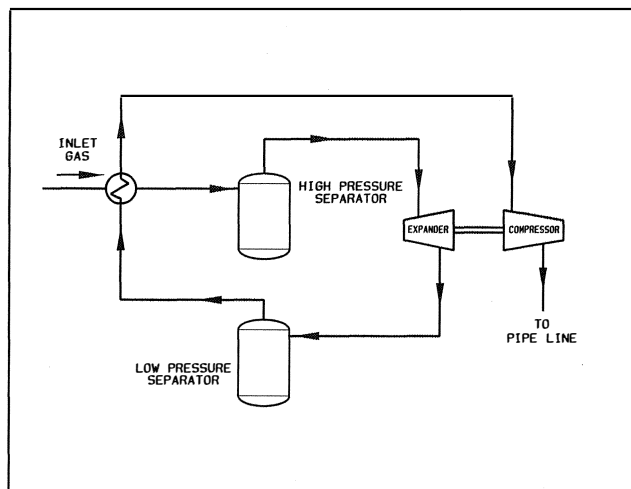 INLET
GAS
HIGH PRESSURE
SEPARATOR
EXPANDER
COMPRESSOR
TO
PIPE LINE
LOW PRESSURE
SEPARATOR